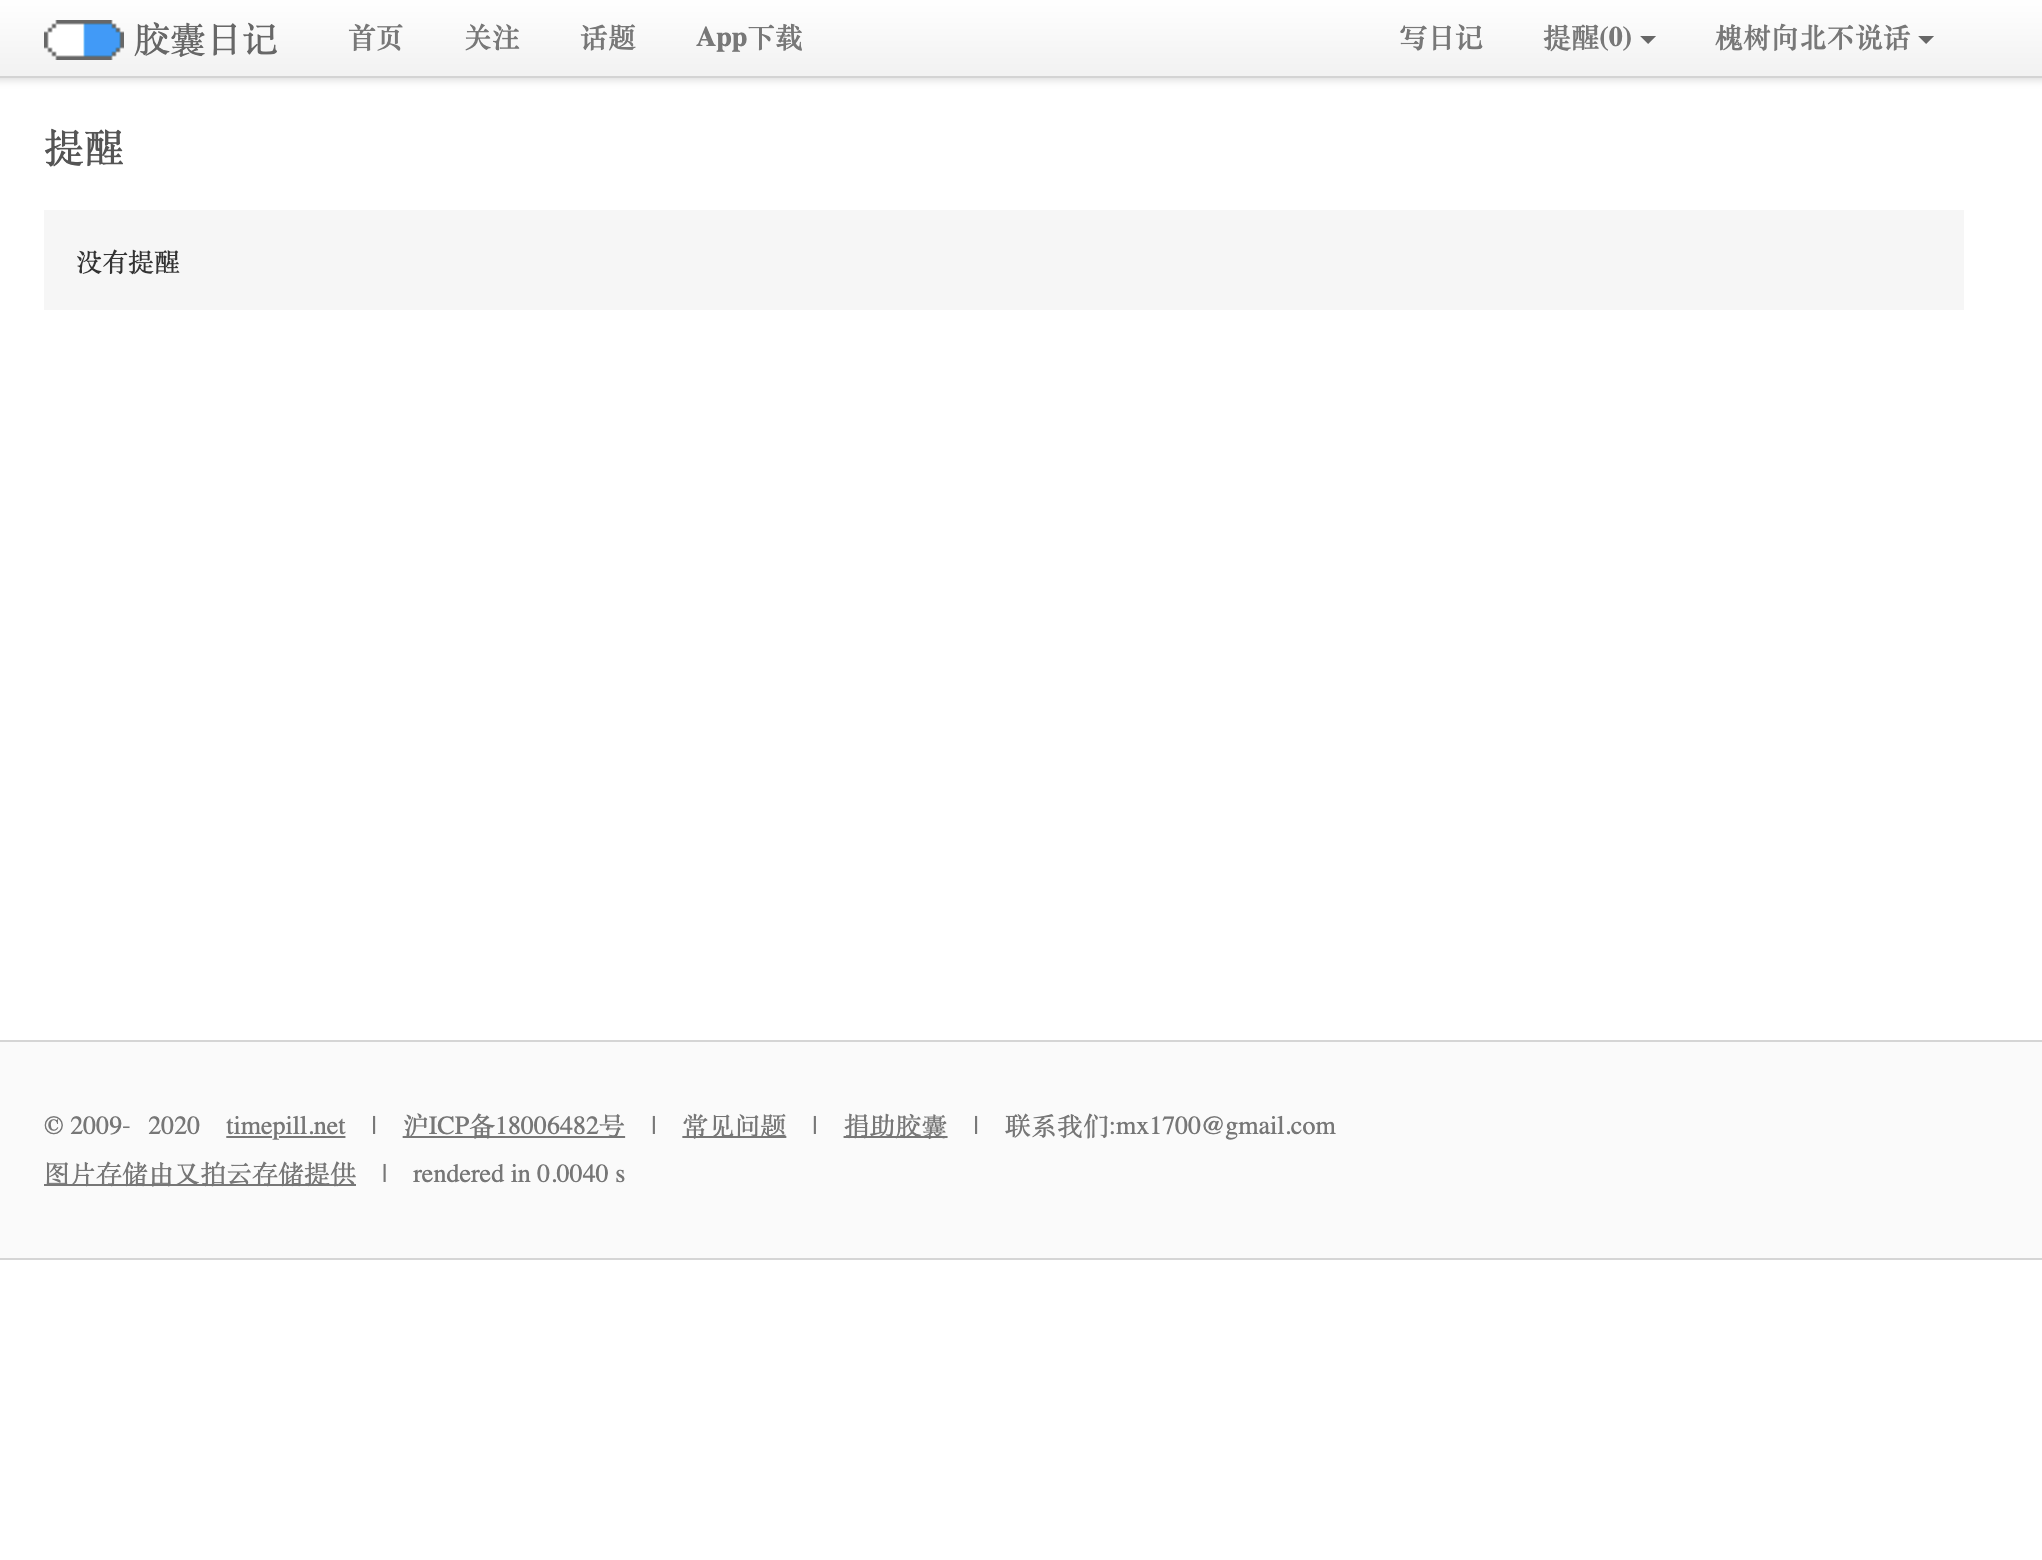 胶囊日记 首页 关注 话题 App下载 写日记 提醒(0) 槐树向北不说话
提醒
没有提醒
© 2009- 2020 timepill.net | 沪ICP备18006482号 | 常见问题 | 捐助胶囊 | 联系我们:mx1700@gmail.com
图片存储由又拍云存储提供 | rendered in 0.0040 s